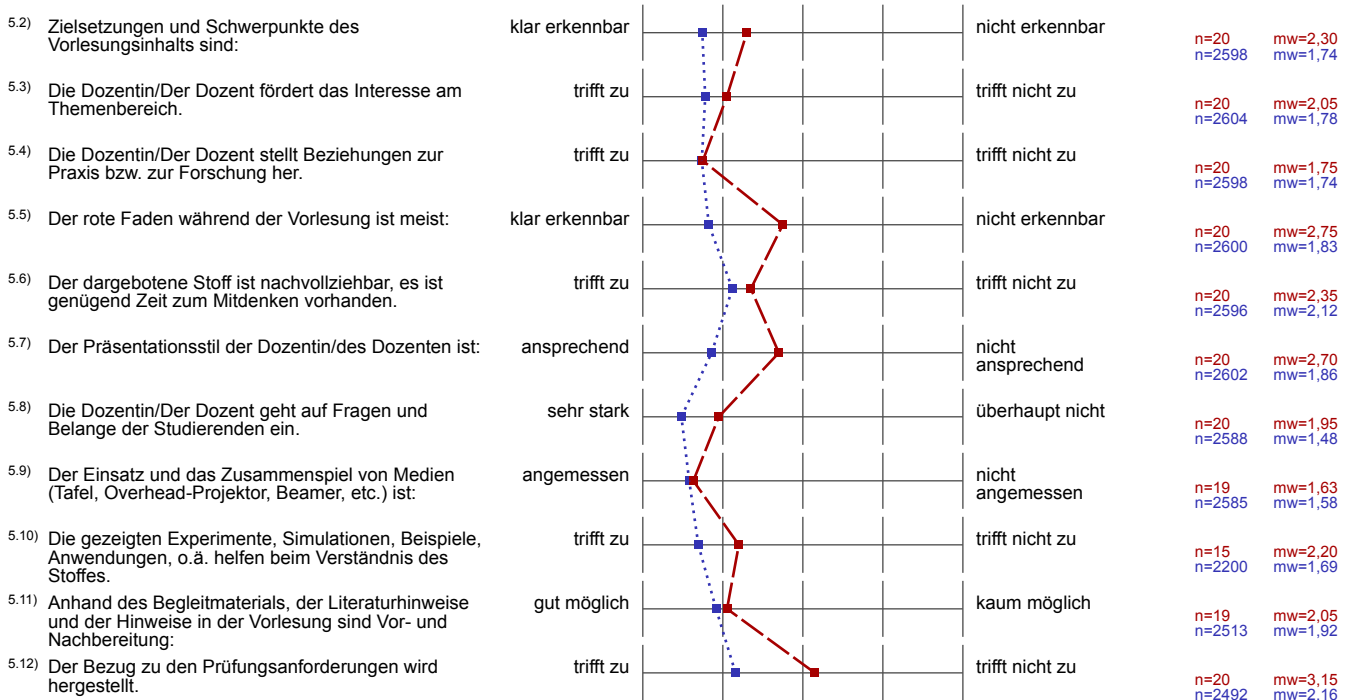 5.2) Zielsetzungen und Schwerpunkte des
Vorlesungsinhalts sind:
klar erkennbar
nicht erkennbar
n=20 mw=2,30
n=2598 mw=1,74
5.3) Die Dozentin/Der Dozent fördert das Interesse am
Themenbereich.
trifft zu
trifft nicht zu
n=20 mw=2,05
n=2604 mw=1,78
5.4) Die Dozentin/Der Dozent stellt Beziehungen zur
Praxis bzw. zur Forschung her.
trifft zu
trifft nicht zu
n=20 mw=1,75
n=2598 mw=1,74
5.5) Der rote Faden während der Vorlesung ist meist:
klar erkennbar
nicht erkennbar
n=20 mw=2,75
n=2600 mw=1,83
5.6) Der dargebotene Stoff ist nachvollziehbar, es ist
genügend Zeit zum Mitdenken vorhanden.
trifft zu
trifft nicht zu
n=20 mw=2,35
n=2596 mw=2,12
5.7) Der Präsentationsstil der Dozentin/des Dozenten ist:
ansprechend
nicht
ansprechend
n=20 mw=2,70
n=2602 mw=1,86
5.8) Die Dozentin/Der Dozent geht auf Fragen und
Belange der Studierenden ein.
sehr stark
überhaupt nicht
n=20 mw=1,95
n=2588 mw=1,48
5.9) Der Einsatz und das Zusammenspiel von Medien
(Tafel, Overhead-Projektor, Beamer, etc.) ist:
angemessen
nicht
angemessen
n=19 mw=1,63
n=2585 mw=1,58
5.10) Die gezeigten Experimente, Simulationen, Beispiele,
Anwendungen, o.ä. helfen beim Verständnis des
Stoffes.
trifft zu
trifft nicht zu
n=15 mw=2,20
n=2200 mw=1,69
5.11) Anhand des Begleitmaterials, der Literaturhinweise
und der Hinweise in der Vorlesung sind Vor- und
Nachbereitung:
gut möglich
kaum möglich
n=19 mw=2,05
n=2513 mw=1,92
5.12) Der Bezug zu den Prüfungsanforderungen wird
hergestellt.
trifft zu
trifft nicht zu
n=20 mw=3,15
n=2492 mw=2,16